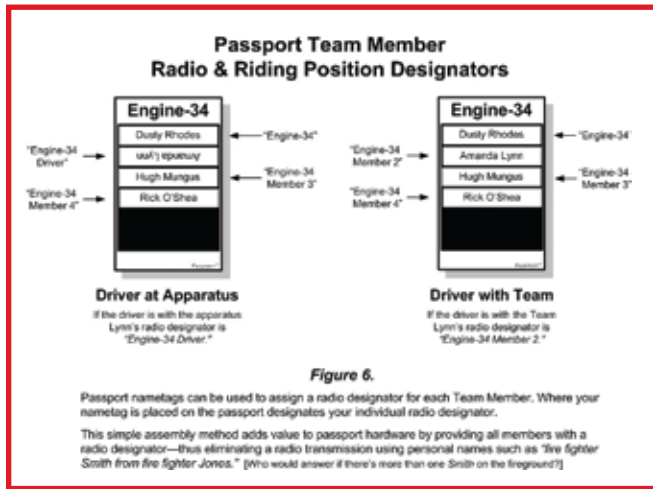 Passport Team Member
Radio & Riding Position Designators
Engine-34
Dusty Rhodes
Amanda Lynn
Hugh Mungus
Rick O'Shea
"Engine-34
Driver"
"Engine-34
Member 4"
"Engine-34"
"Engine-34
Member 3"
Driver at Apparatus
If the driver is with the apparatus
Lynn's radio designator is
"Engine-34 Driver."
Engine-34
Dusty Rhodes
Amanda Lynn
Hugh Mungus
Rick O'Shea
"Engine-34
Member 2"
"Engine-34
Member 4"
"Engine-34
"Engine-34
Member 3"
Driver with Team
If the driver is with the Team
Lynn's radio designator is
"Engine-34 Member 2."
Figure 6.
Passport nametags can be used to assign a radio designator for each Team Member. Where your
nametag is placed on the passport designates your individual radio designator.
This simple assembly method adds value to passport hardware by providing all members with a
radio designator—thus eliminating a radio transmission using personal names such as "fire fighter
Smith from fire fighter Jones." [Who would answer if there's more than one Smith on the fireground?]